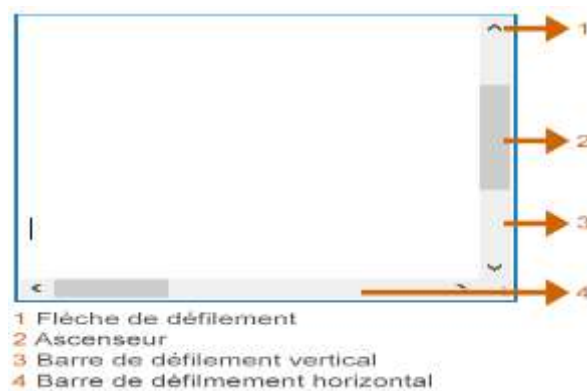 1
2
3
4
1 Flèche de défilement
2 Ascenseur
3 Barre de défilement vertical
4 Barre de défilmement horizontal